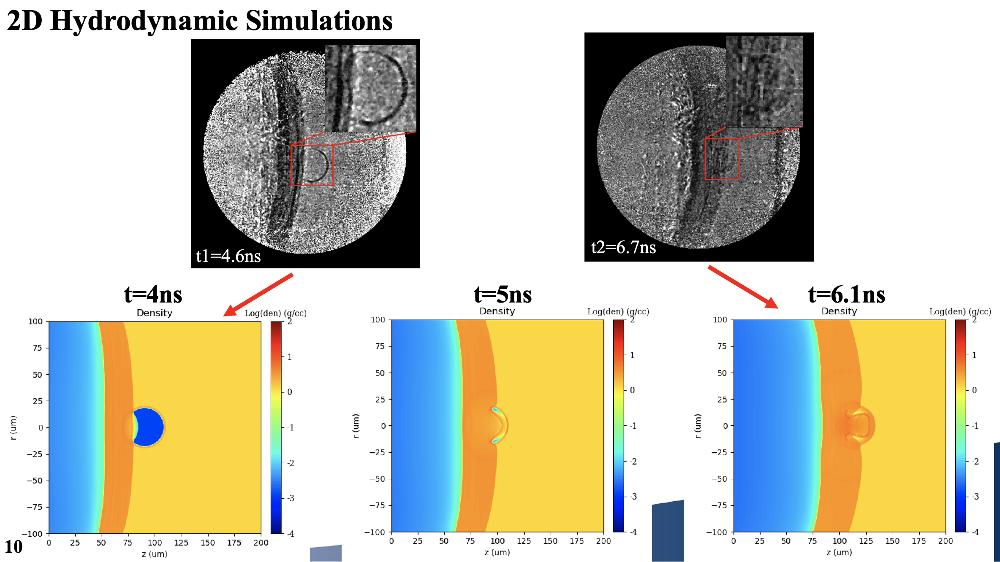 2D Hydrodynamic Simulations
t1=4.6ns
t2=6.7ns
t=4ns
t=5ns
t=6.1ns
Density
Log(den) (g/cc)
100
75
50
25
0
−25
−50
−75
−100
r (um)
0 25 50 75 100 125 150 175 200
z (um)
2
1
0
-1
-2
-3
-4
Density
Log(den) (g/cc)
100
75
50
25
0
−25
−50
−75
−100
r (um)
0 25 50 75 100 125 150 175 200
z (um)
2
1
0
-1
-2
-3
-4
Density
Log(den) (g/cc)
100
75
50
25
0
−25
−50
−75
−100
r (um)
0 25 50 75 100 125 150 175 200
z (um)
2
1
0
-1
-2
-3
-4
10